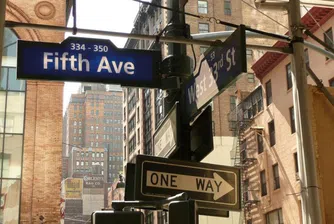 334 - 350
Fifth Ave
West 33rd St
ONE WAY